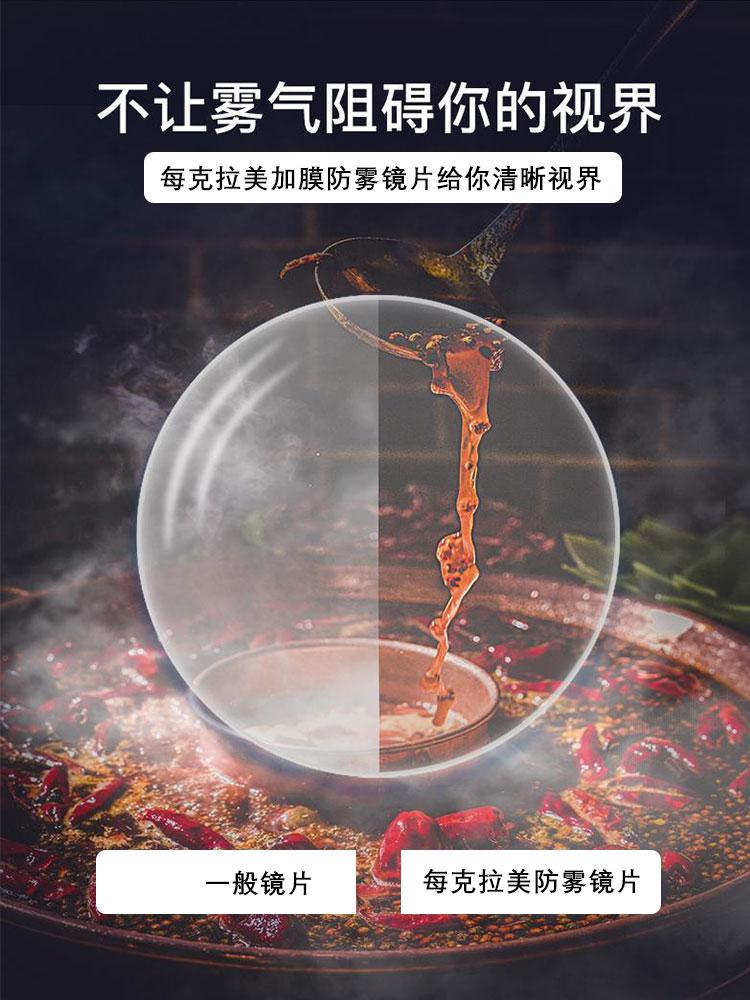 不让雾气阻碍你的视界
每克拉美加膜防雾镜片给你清晰视界
一般镜片
每克拉美防雾镜片